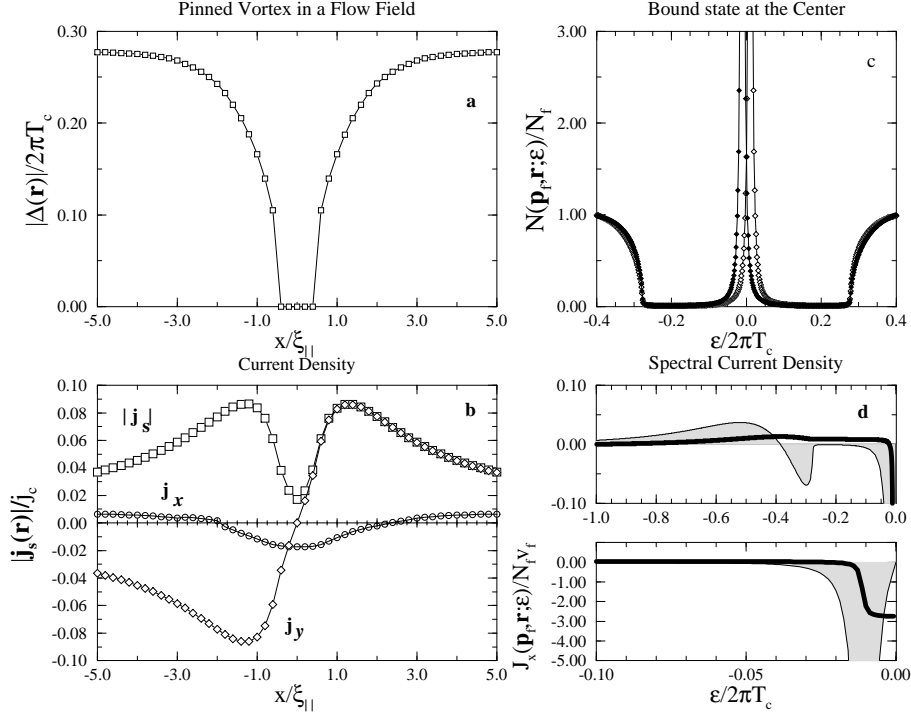 Pinned Vortex in a Flow Field
|Δ(r)|/2πT_c
0.30
0.20
0.10
0.00
a
-5.0 -3.0 -1.0 1.0 3.0 5.0
x/ξ_||
Bound state at the Center
N(p_f,r;ε)/N_f
3.00
2.00
1.00
0.00
c
-0.4 -0.2 0.0 0.2 0.4
ε/2πT_c
Current Density
|j_s(r)|/j_c
0.10
0.08
0.06
0.04
0.02
0.00
-0.02
-0.04
-0.06
-0.08
-0.10
|j_s|
b
j_x
j_y
-5.0 -3.0 -1.0 1.0 3.0 5.0
x/ξ_||
Spectral Current Density
J_x(p_f,r;ε)/N_f v_f
0.10
0.00
-0.10
d
-1.0 -0.8 -0.6 -0.4 -0.2 0.0
0.00
-1.00
-2.00
-3.00
-4.00
-5.00
-0.10 -0.05 0.00
ε/2πT_c